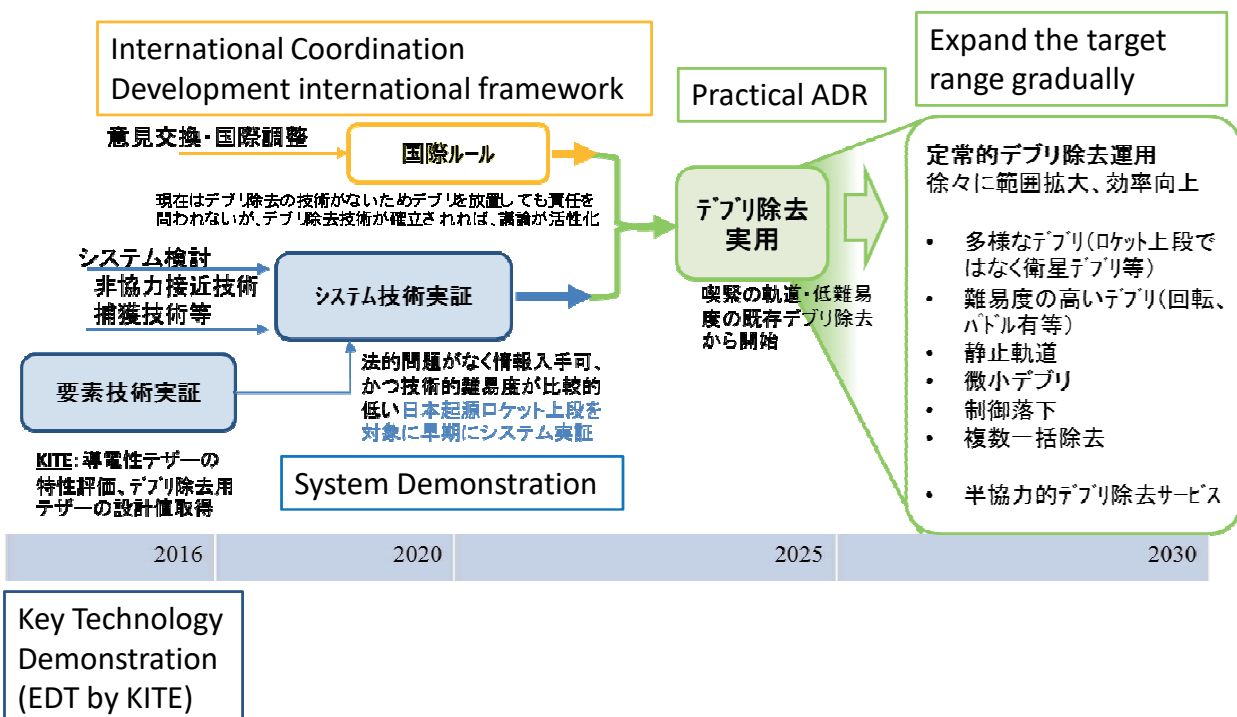 International Coordination
Development international framework
Expand the target
range gradually
Practical ADR
意見交換・国際調整
国際ルール
現在はデブリ除去の技術がないためデブリを放置しても責任を
問われないが、デブリ除去技術が確立されれば、議論が活性化
システム検討
非協力接近技術
捕獲技術等
システム技術実証
要素技術実証
法的問題がなく情報入手可、
かつ技術的難易度が比較的
低い日本起源ロケット上段を
対象に早期にシステム実証
KITE：導電性テザーの
特性評価、デブリ除去用
テザーの設計値取得
System Demonstration
デブリ除去
実用
喫緊の軌道・低難易
度の既存デブリ除去
から開始
定常的デブリ除去運用
徐々に範囲拡大、効率向上
• 多様なデブリ(ロケット上段で
はなく衛星デブリ等)
• 難易度の高いデブリ(回転、
パドル有等)
• 静止軌道
• 微小デブリ
• 制御落下
• 複数一括除去
• 半協力的デブリ除去サービス
2016 2020 2025 2030
Key Technology
Demonstration
(EDT by KITE)